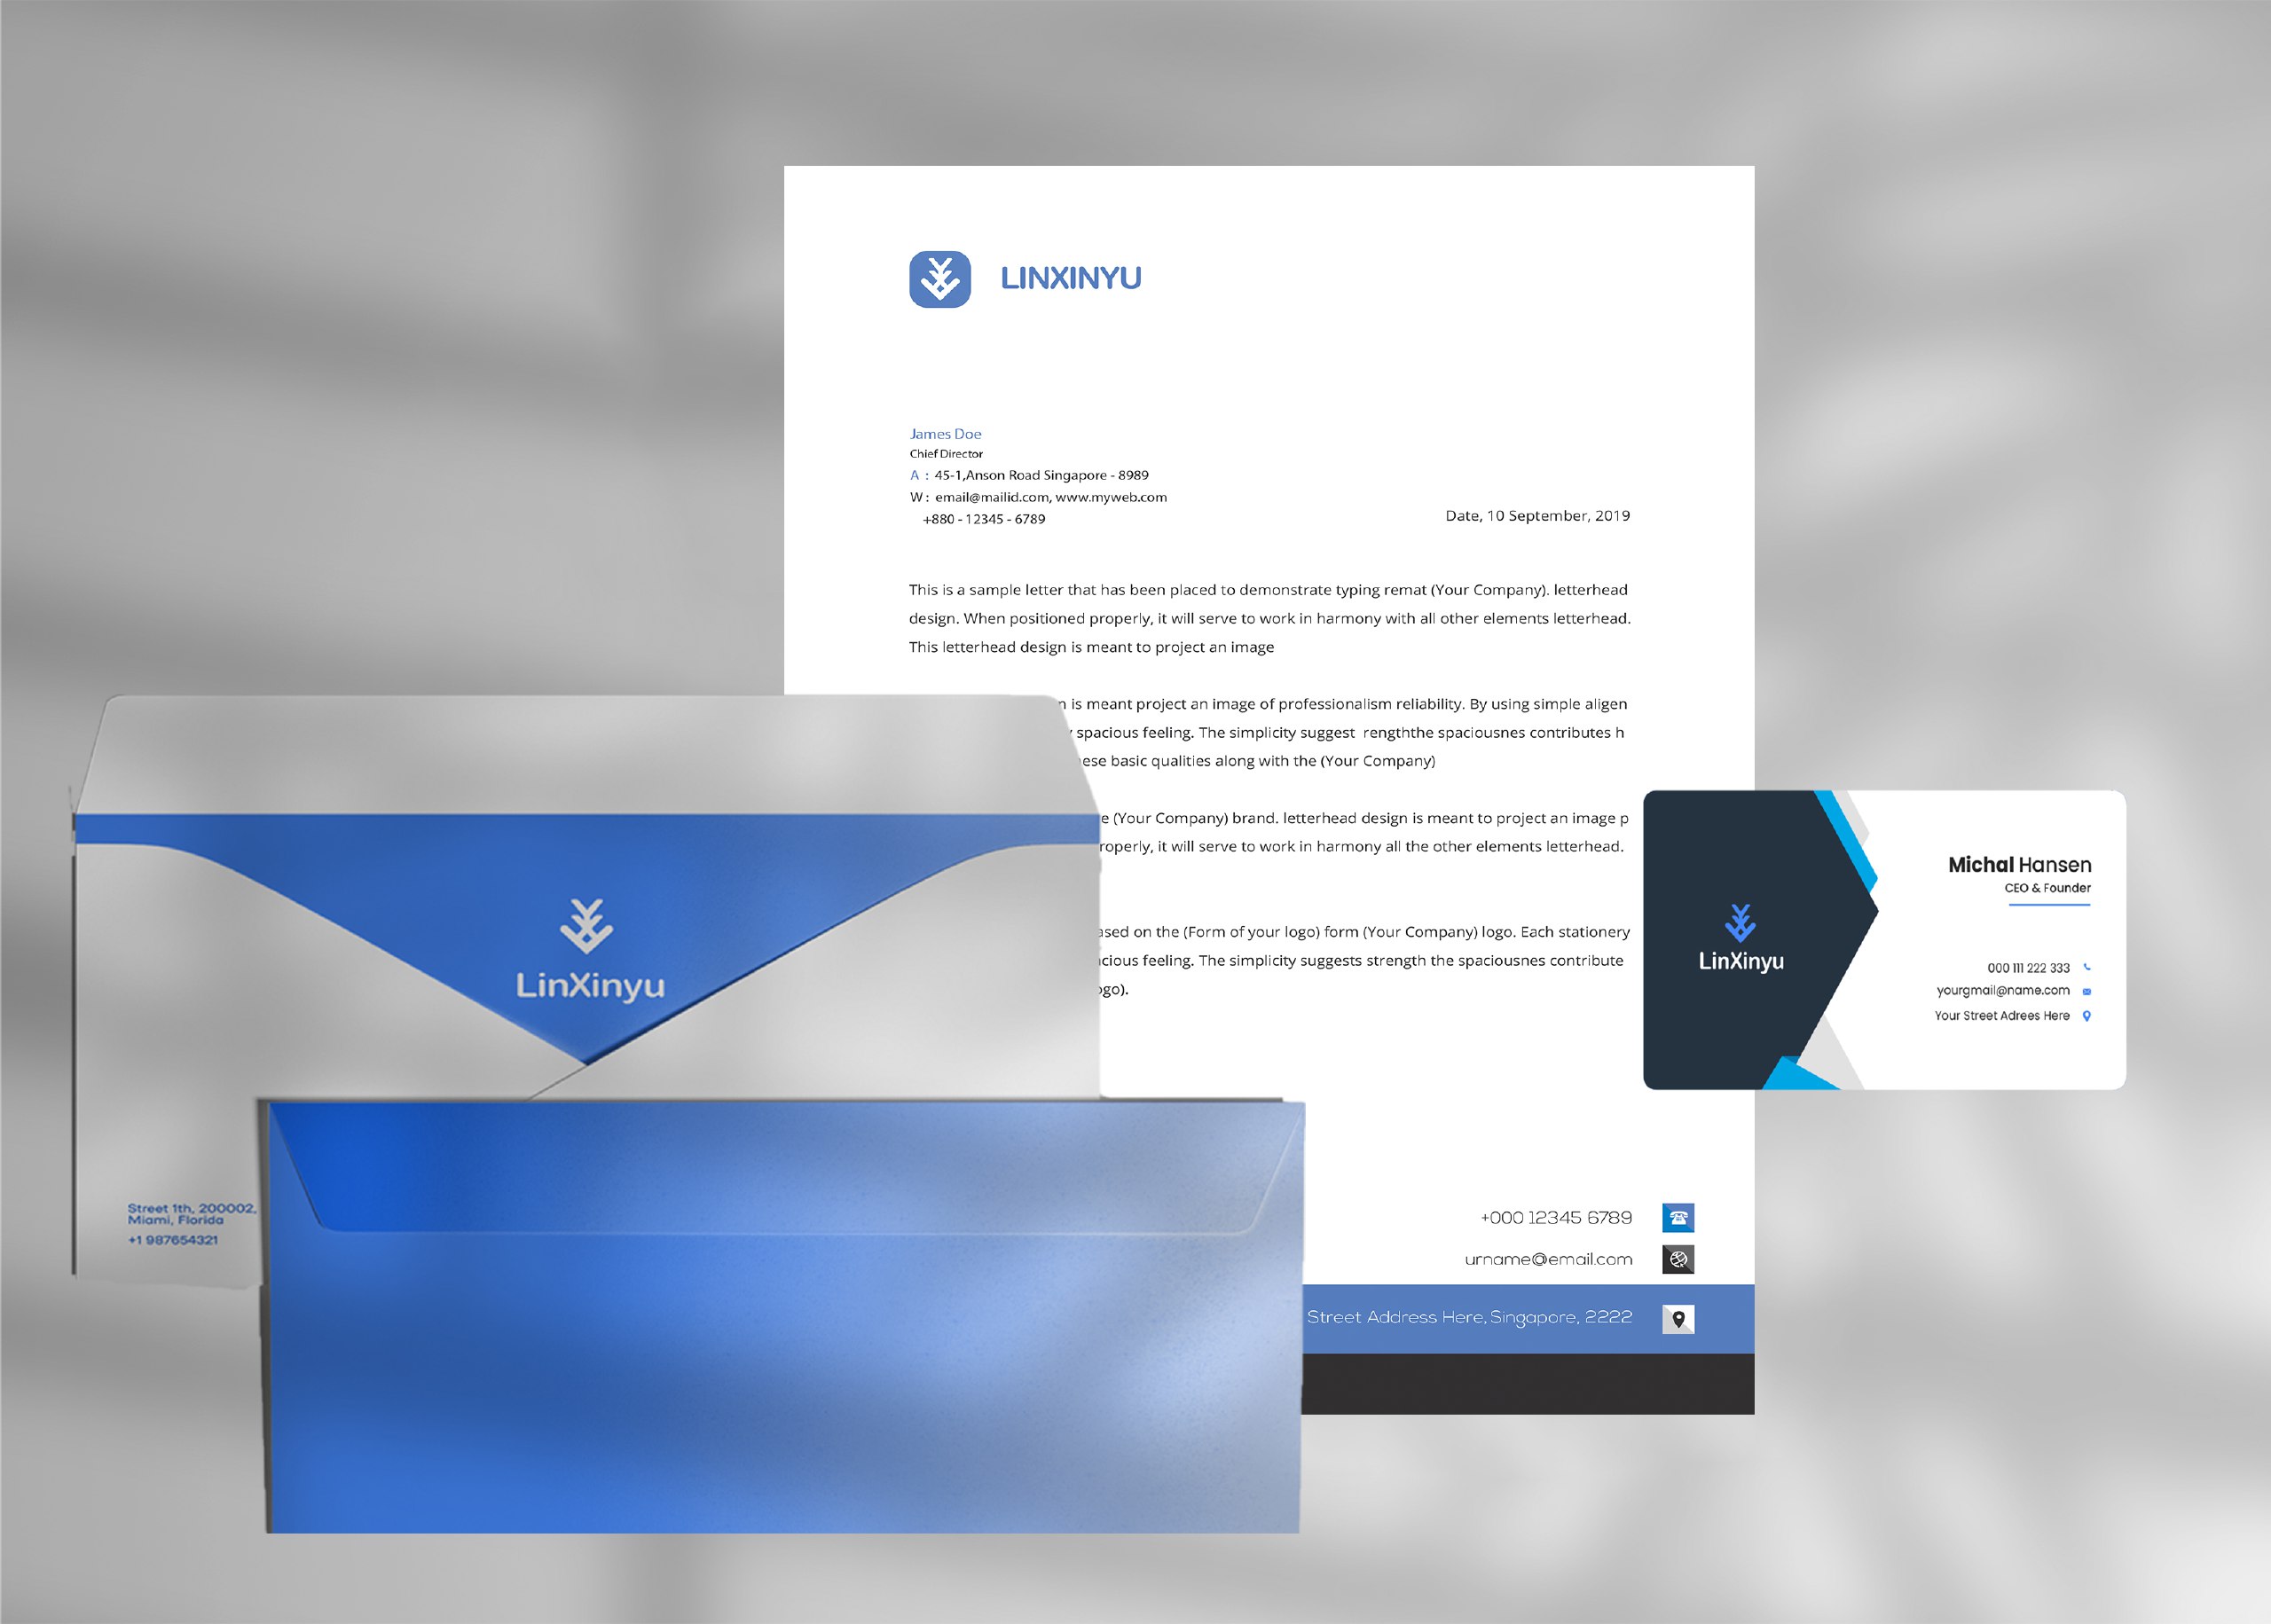 LINXINYU
James Doe
Chief Director
A : 45-1,Anson Road Singapore - 8989
W : email@mailid.com, www.myweb.com
+880 - 12345 - 6789
Date, 10 September, 2019
This is a sample letter that has been placed to demonstrate typing remat (Your Company). letterhead
design. When positioned properly, it will serve to work in harmony with all other elements letterhead.
This letterhead design is meant to project an image
is meant project an image of professionalism reliability. By using simple aligen
spacious feeling. The simplicity suggest rengththe spaciousnes contributes h
ese basic qualities along with the (Your Company)
e (Your Company) brand. letterhead design is meant to project an image p
roperly, it will serve to work in harmony all the other elements letterhead.
ased on the (Form of your logo) form (Your Company) logo. Each stationery
cious feeling. The simplicity suggests strength the spaciousnes contribute
ogo).
+000 12345 6789
urname@email.com
Street Address Here, Singapore, 2222
LinXinyu
Street 1th, 200002,
Miami, Florida
+1 987654321
LinXinyu
Michal Hansen
CEO & Founder
000 111 222 333
yourgmail@name.com
Your Street Adrees Here